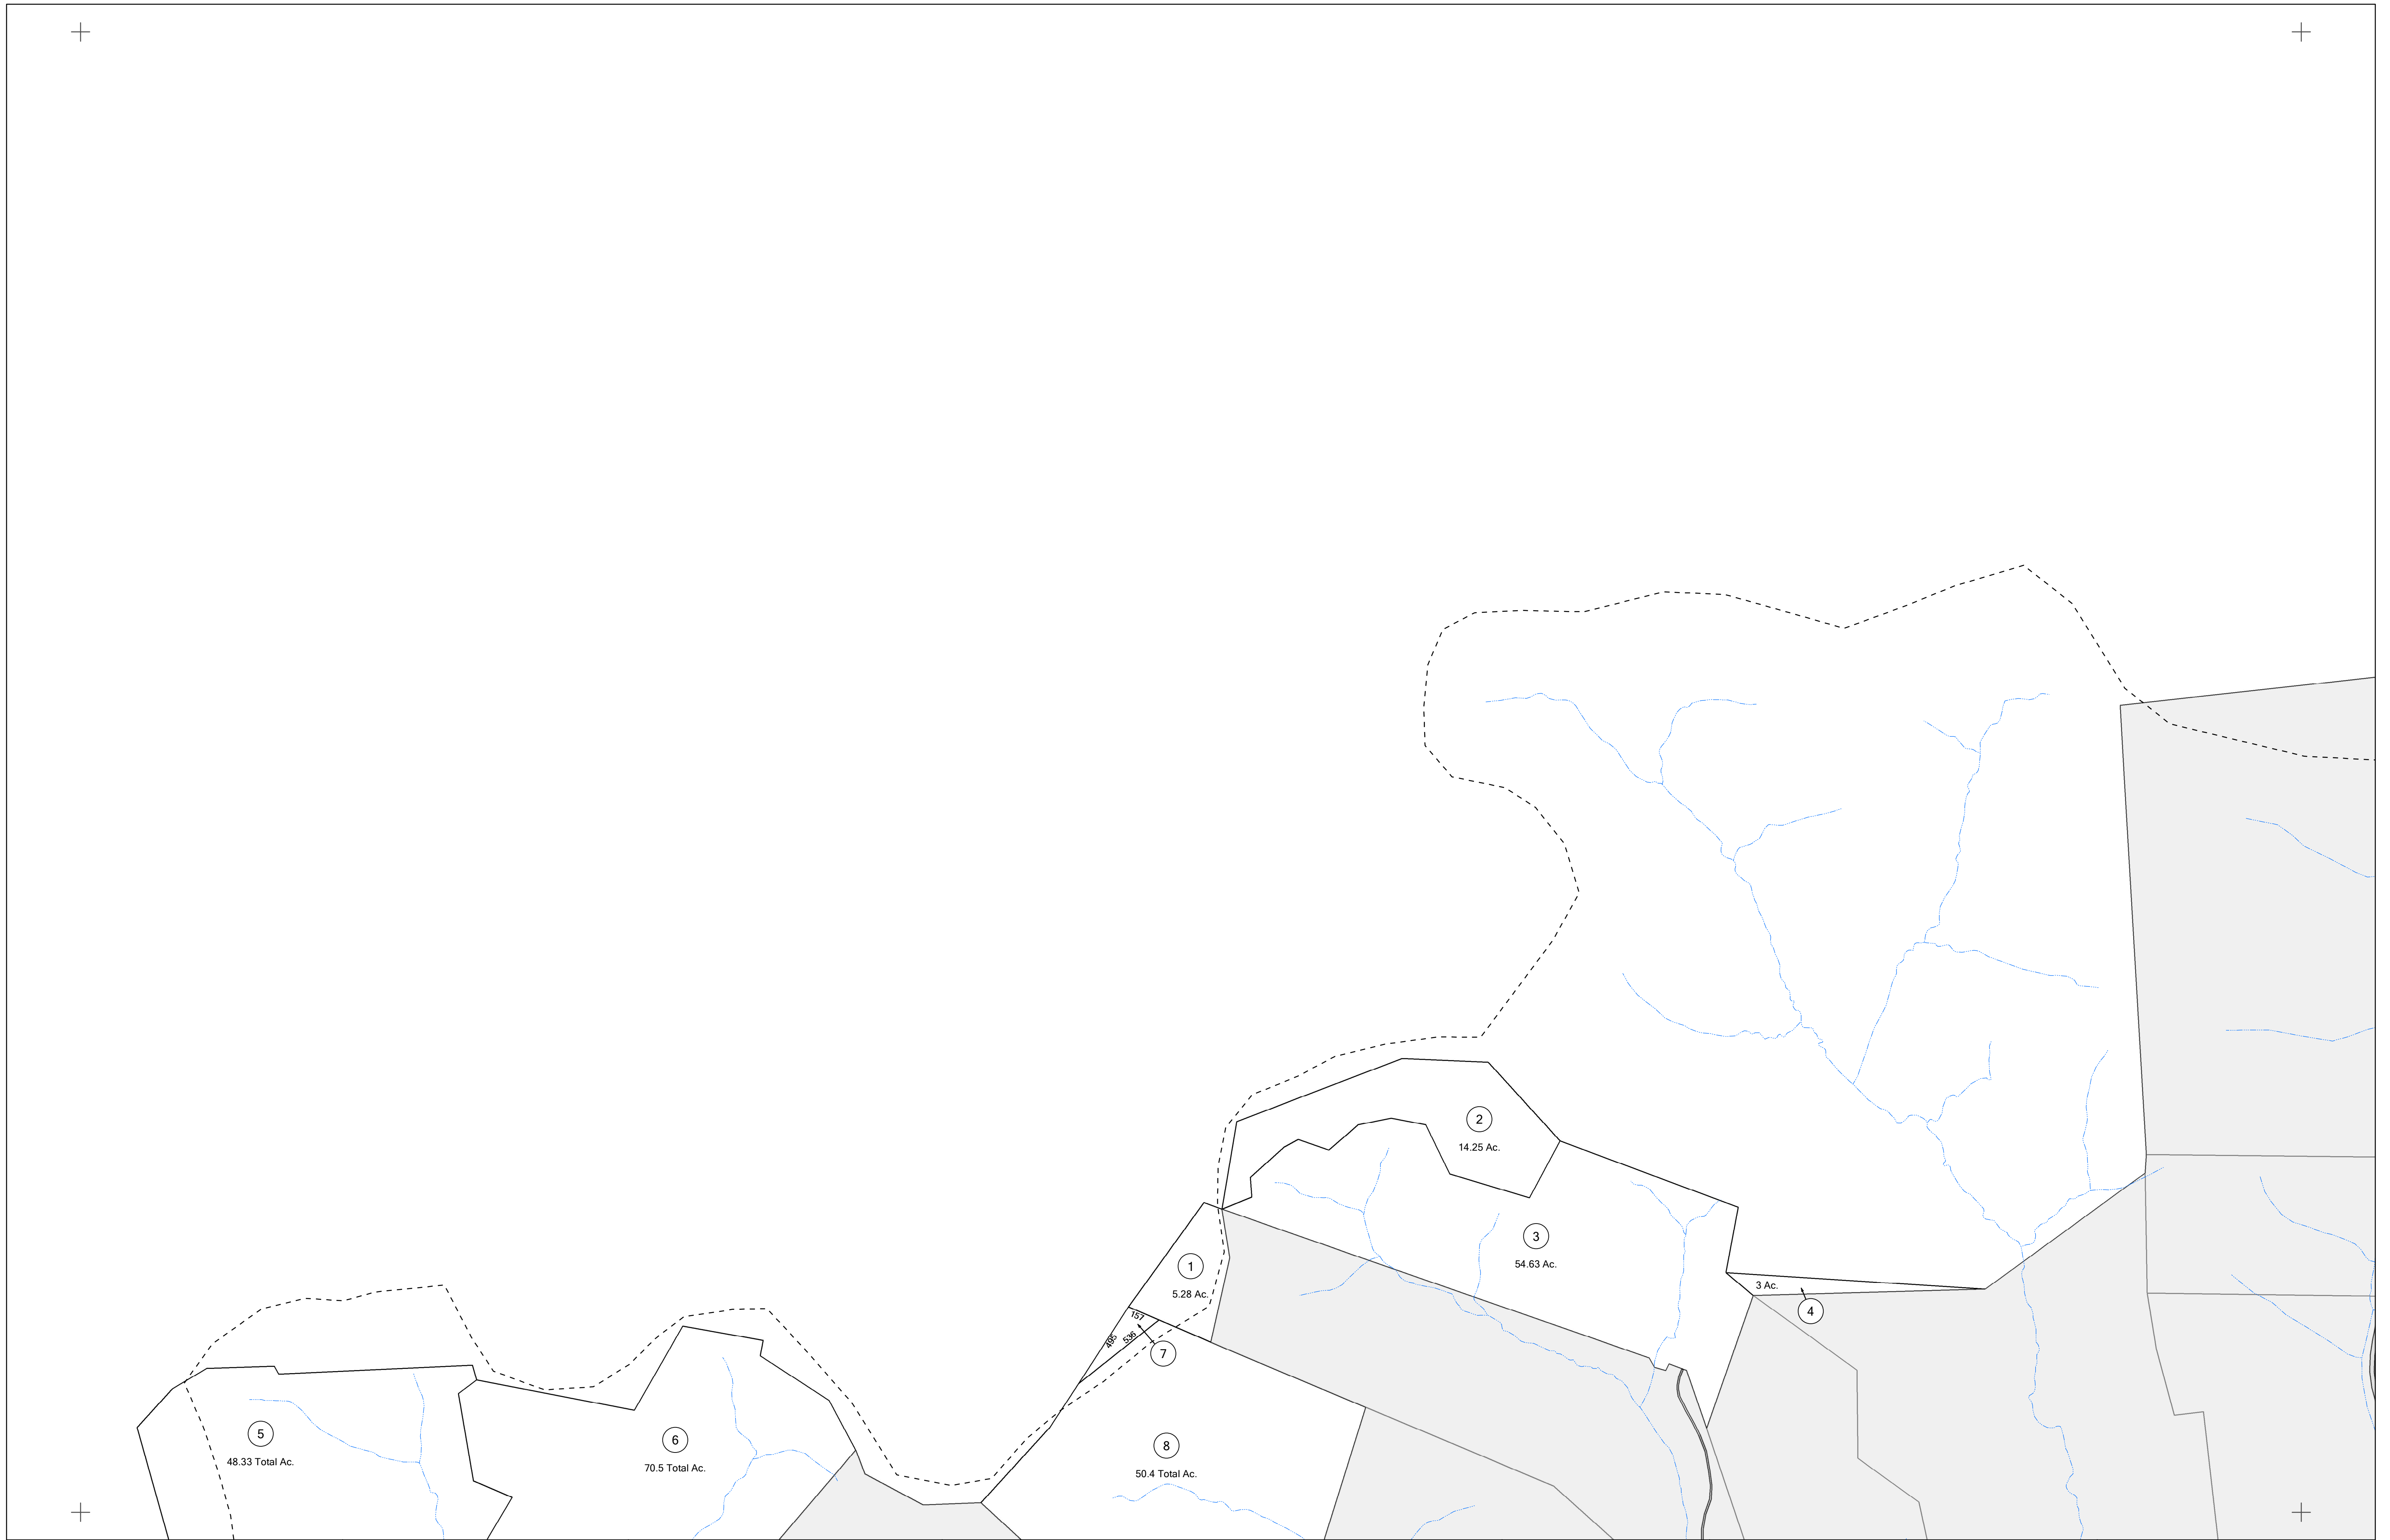 2
14.25 Ac.
3
54.63 Ac.
1
5.28 Ac.
3 Ac.
4
157
495
536
7
5
48.33 Total Ac.
6
70.5 Total Ac.
8
50.4 Total Ac.